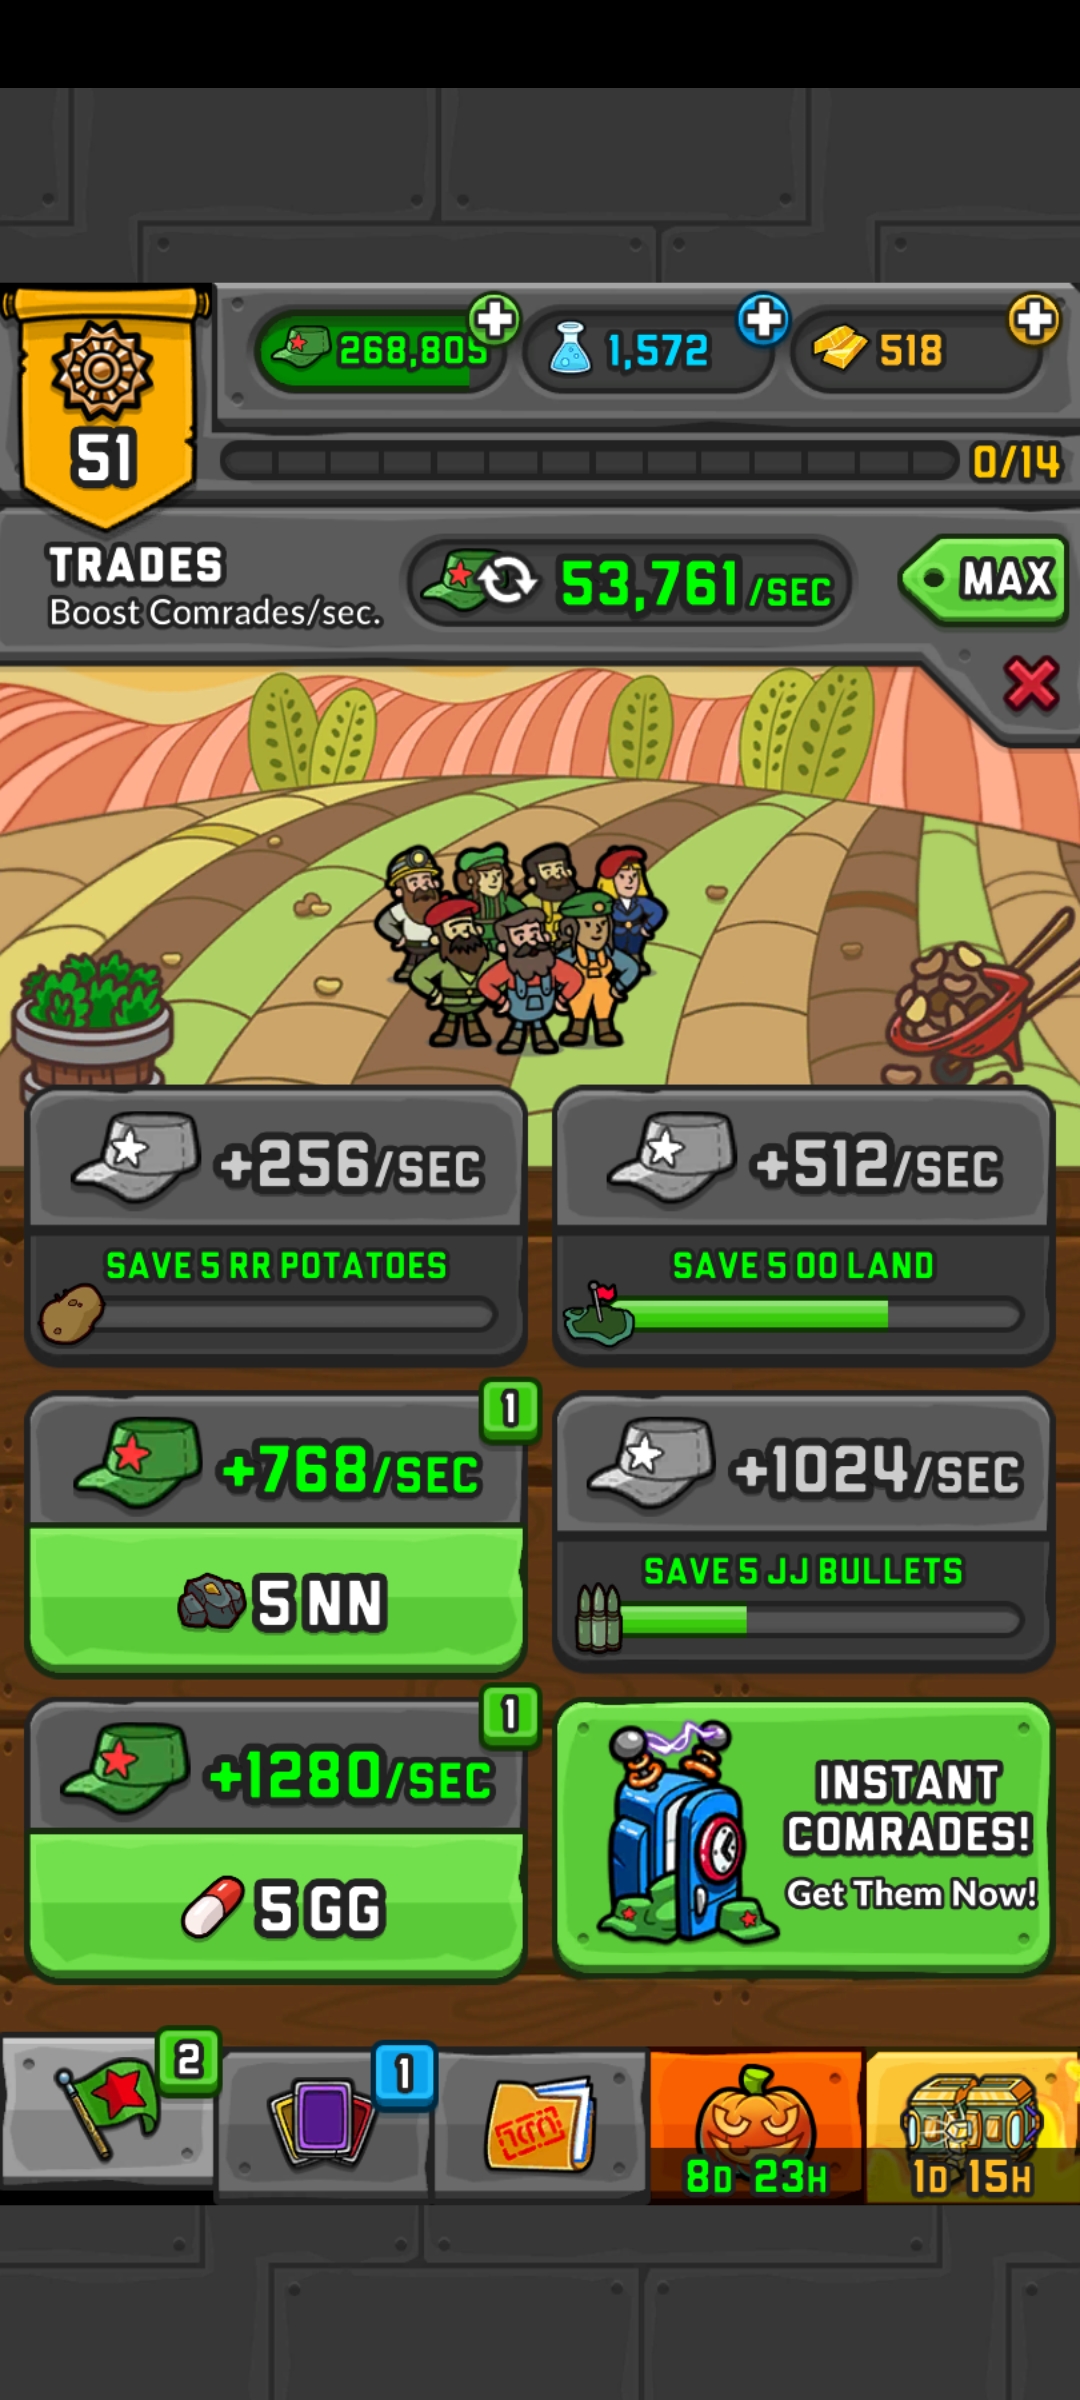 268,805
1,572
518
51
0/14
TRADES
Boost Comrades/sec.
53,761/SEC
MAX
+256/SEC
SAVE 5 RR POTATOES
+512/SEC
SAVE 5 OO LAND
1
+768/SEC
5 NN
+1024/SEC
SAVE 5 JJ BULLETS
1
+1280/SEC
5 GG
INSTANT
COMRADES!
Get Them Now!
2
1
8D 23H
1D 15H